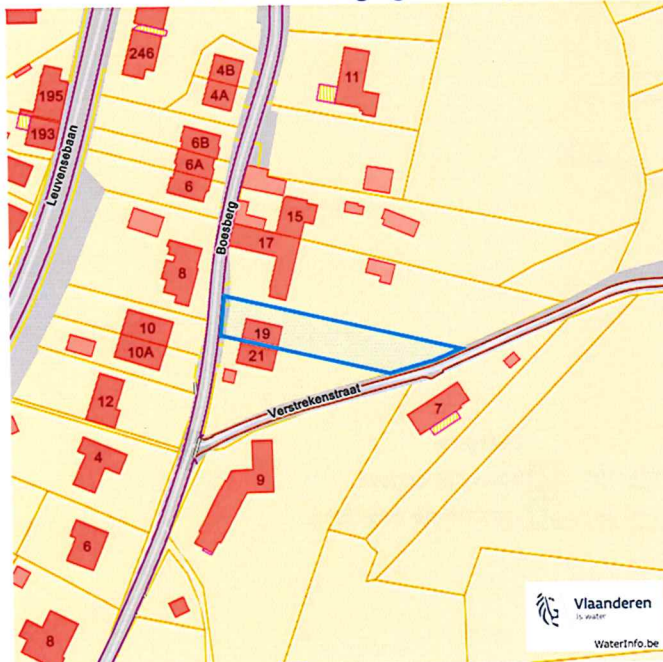 246
4B
4A
11
195
193
Leuvensebaan
6B
6A
6
Boesberg
15
17
8
10
10A
19
21
12
Verstrekenstraat
7
4
9
6
8
Vlaanderen
is water
WaterInfo.be